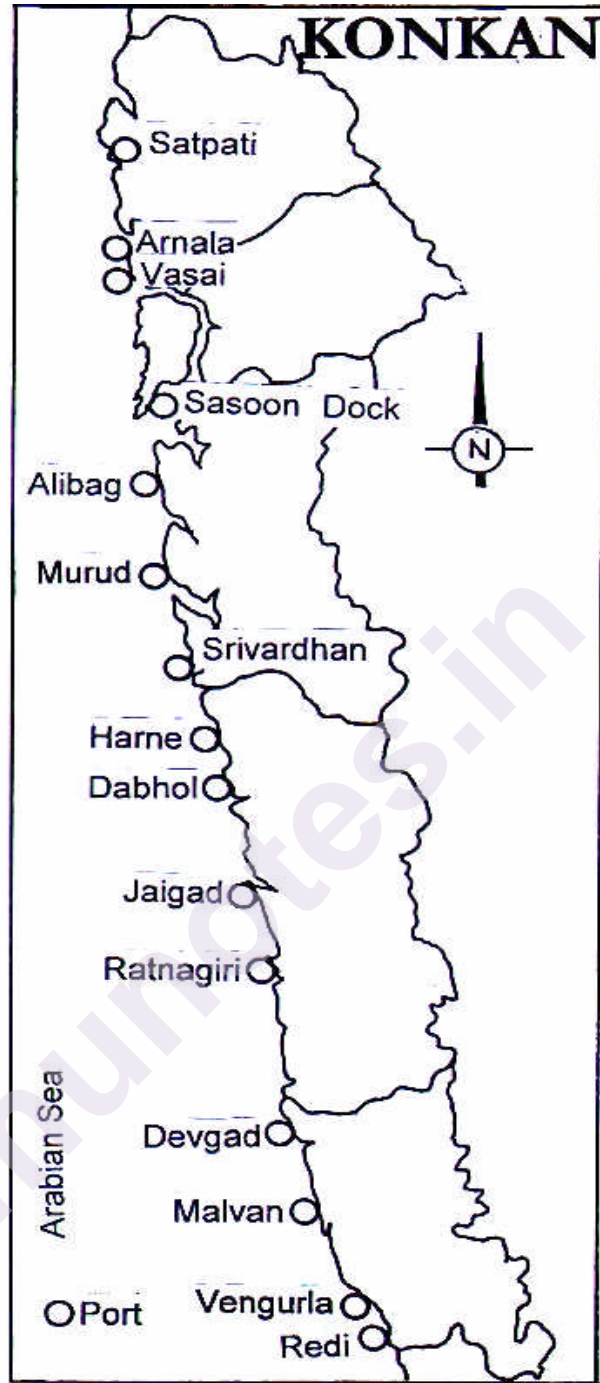 KONKAN
Satpati
Arnala
Vasai
Sasoon Dock
N
Alibag
Murud
Srivardhan
Harne
Dabhol
Jaigad
Ratnagiri
Arabian Sea
Devgad
Malvan
Vengurla
Port
Redi
munotes.in